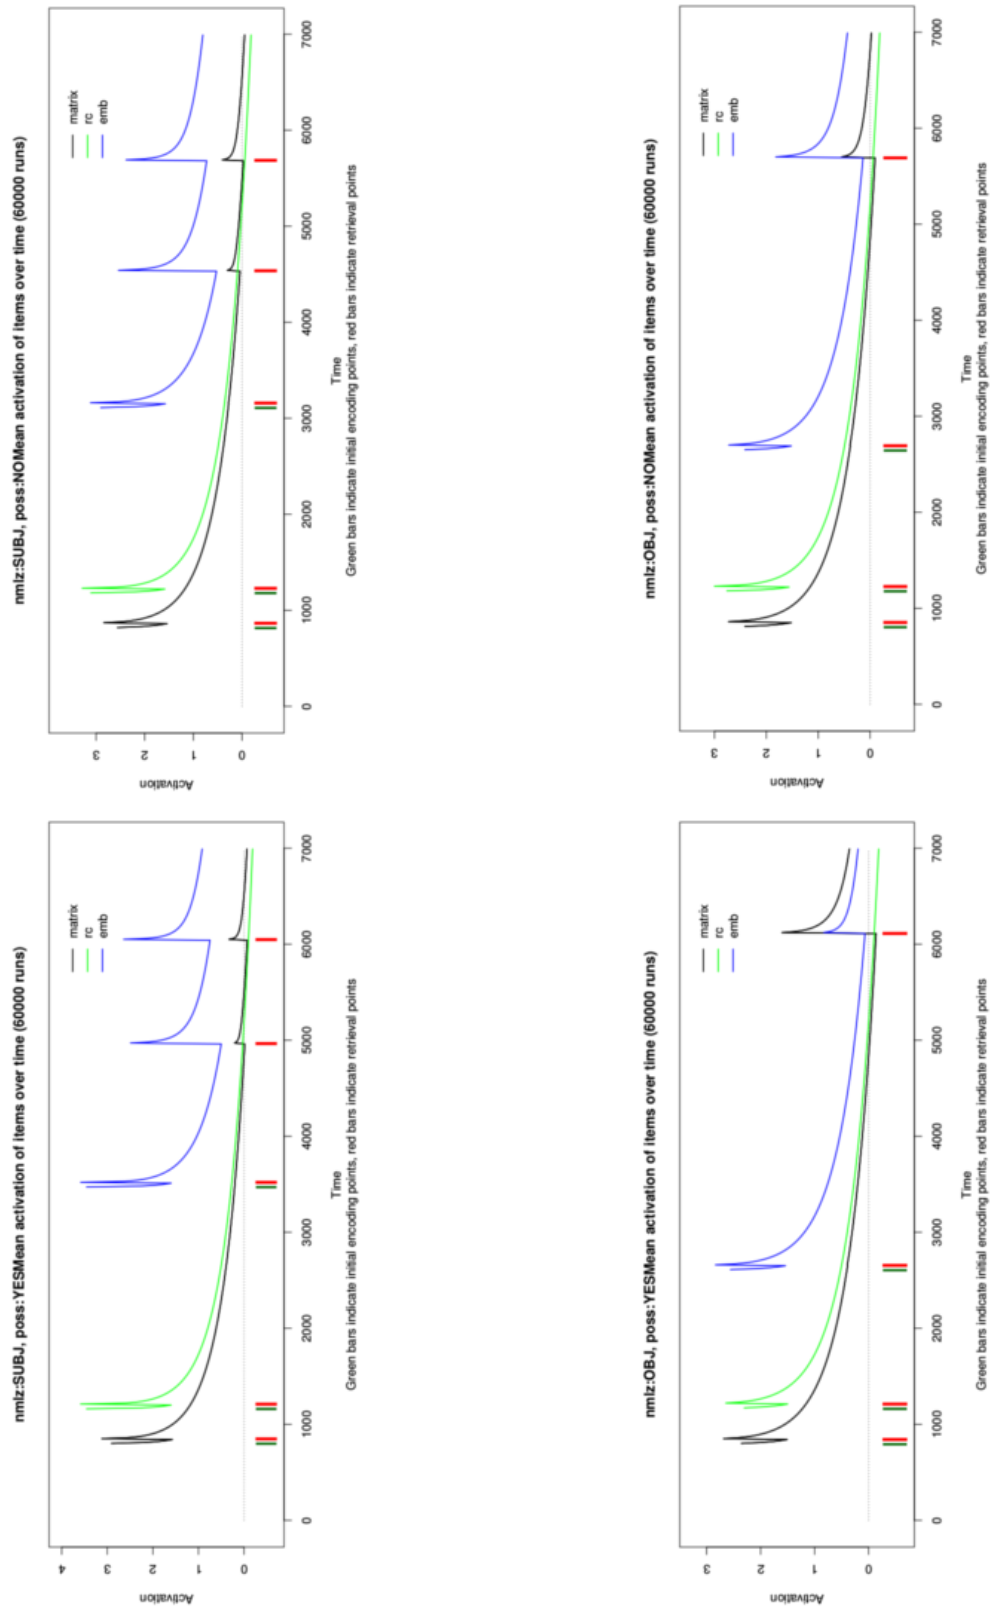 nmlz:SUBJ, poss:YESMean activation of items over time (60000 runs)
matrix
rc
emb
Activation
4
3
2
1
0
0 1000 2000 3000 4000 5000 6000 7000
Time
Green bars indicate initial encoding points, red bars indicate retrieval points
nmlz:SUBJ, poss:NOMean activation of items over time (60000 runs)
matrix
rc
emb
Activation
3
2
1
0
0 1000 2000 3000 4000 5000 6000 7000
Time
Green bars indicate initial encoding points, red bars indicate retrieval points
nmlz:OBJ, poss:YESMean activation of items over time (60000 runs)
matrix
rc
emb
Activation
3
2
1
0
0 1000 2000 3000 4000 5000 6000 7000
Time
Green bars indicate initial encoding points, red bars indicate retrieval points
nmlz:OBJ, poss:NOMean activation of items over time (60000 runs)
matrix
rc
emb
Activation
3
2
1
0
0 1000 2000 3000 4000 5000 6000 7000
Time
Green bars indicate initial encoding points, red bars indicate retrieval points